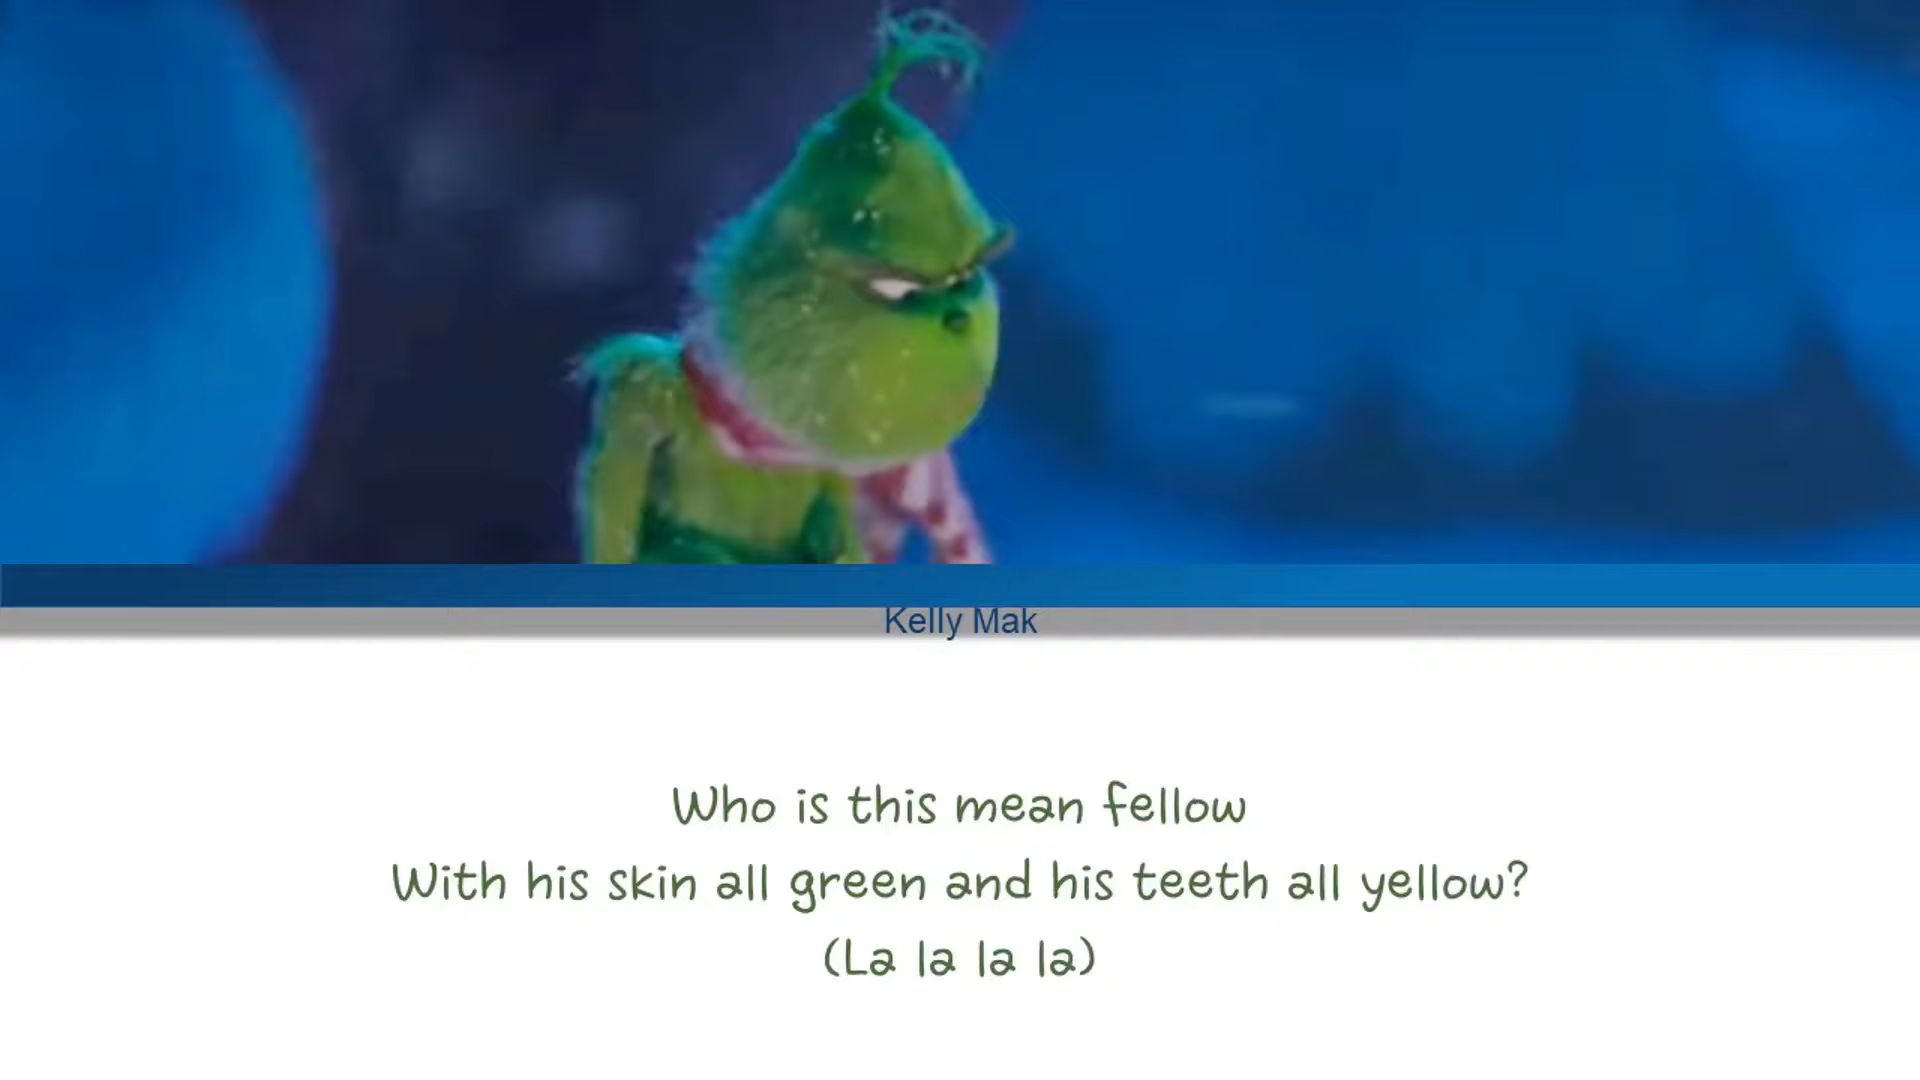 Kelly Mak
Who is this mean fellow
With his skin all green and his teeth all yellow?
(La la la la)